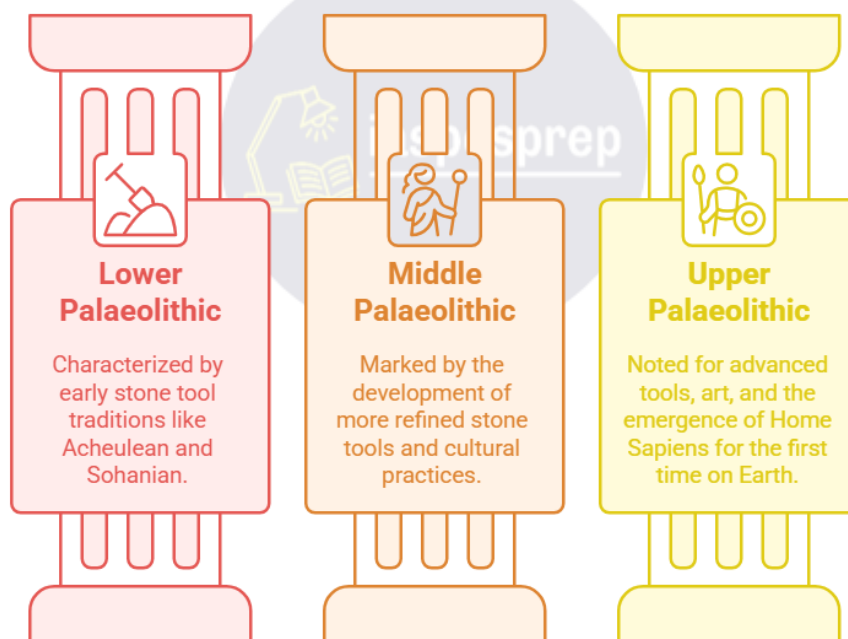 iaspcsprep
Lower
Palaeolithic
Characterized by
early stone tool
traditions like
Acheulean and
Sohanian.
Middle
Palaeolithic
Marked by the
development of
more refined stone
tools and cultural
practices.
Upper
Palaeolithic
Noted for advanced
tools, art, and the
emergence of Home
Sapiens for the first
time on Earth.